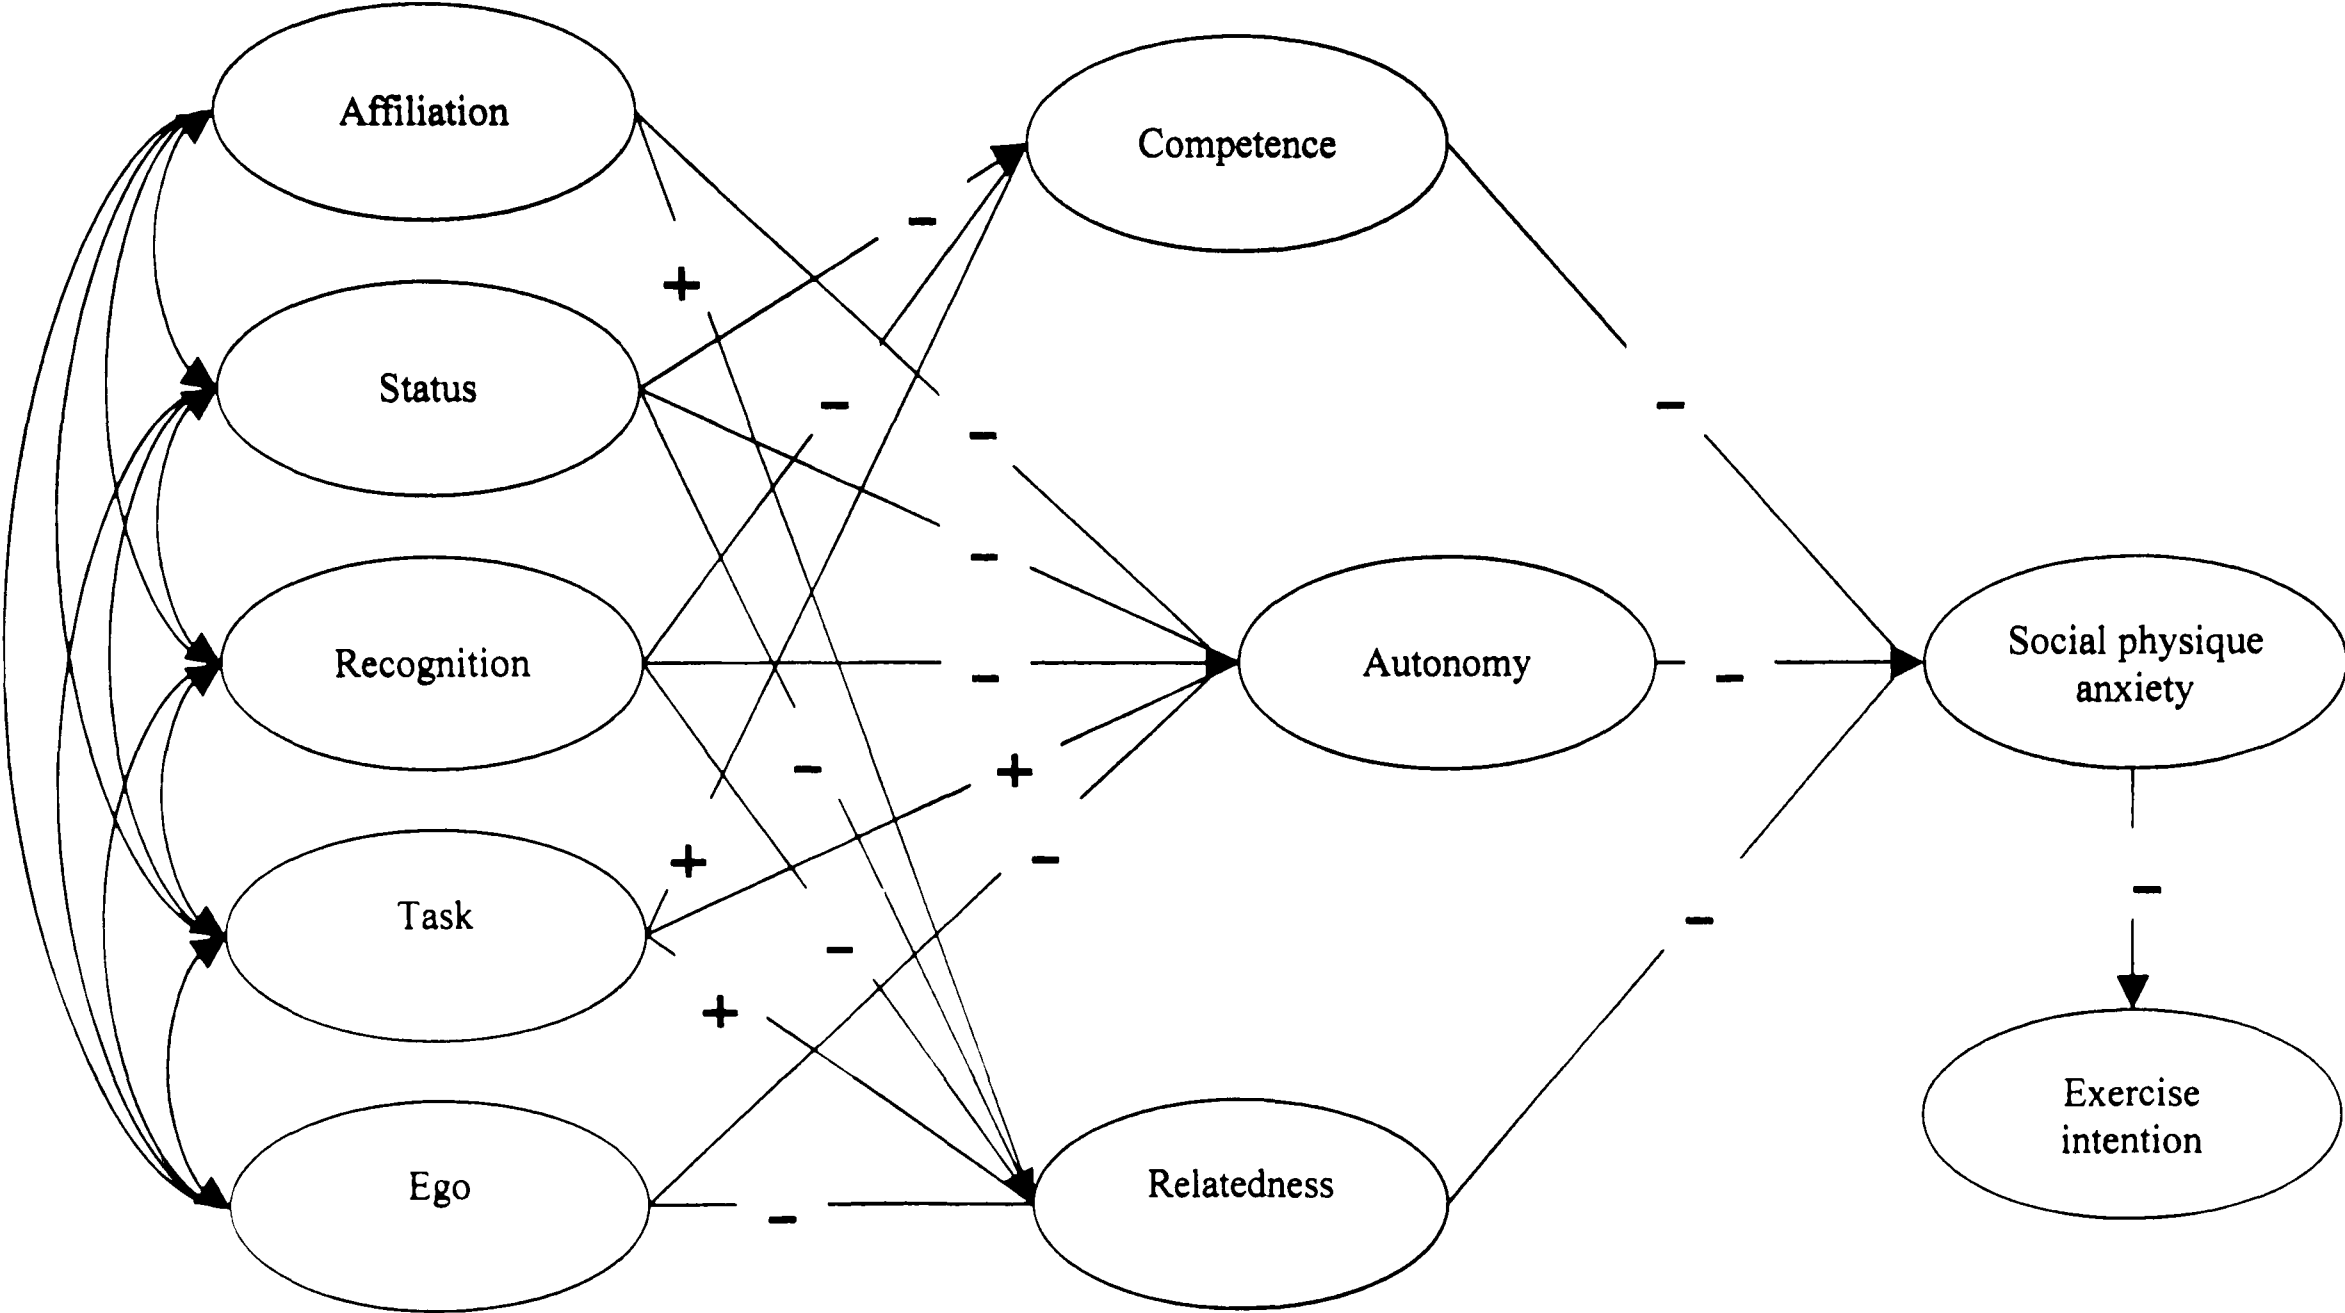 Affiliation
Competence
-
+
Status
-
-
-
-
Social physique
anxiety
Recognition
Autonomy
-
-
-
+
+
-
-
Task
-
-
+
Exercise
intention
Ego
Relatedness
-